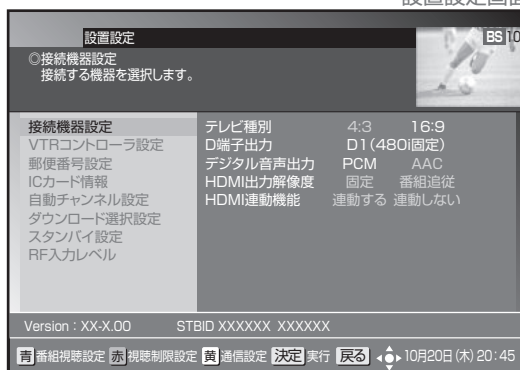 設置設定画面
設置設定
BS 10
◎接続機器設定
接続する機器を選択します。
接続機器設定
VTRコントローラ設定
郵便番号設定
ICカード情報
自動チャンネル設定
ダウンロード選択設定
スタンバイ設定
RF入力レベル
テレビ種別 4:3 16:9
D端子出力 D1(480i固定)
デジタル音声出力 PCM AAC
HDMI出力解像度 固定 番組追従
HDMI連動機能 連動する 連動しない
Version：XX-X.00 STBID XXXXXX XXXXXX
青 番組視聴設定 赤 視聴制限設定 黄 通信設定 決定 実行 戻る 10月20日(木) 20:45